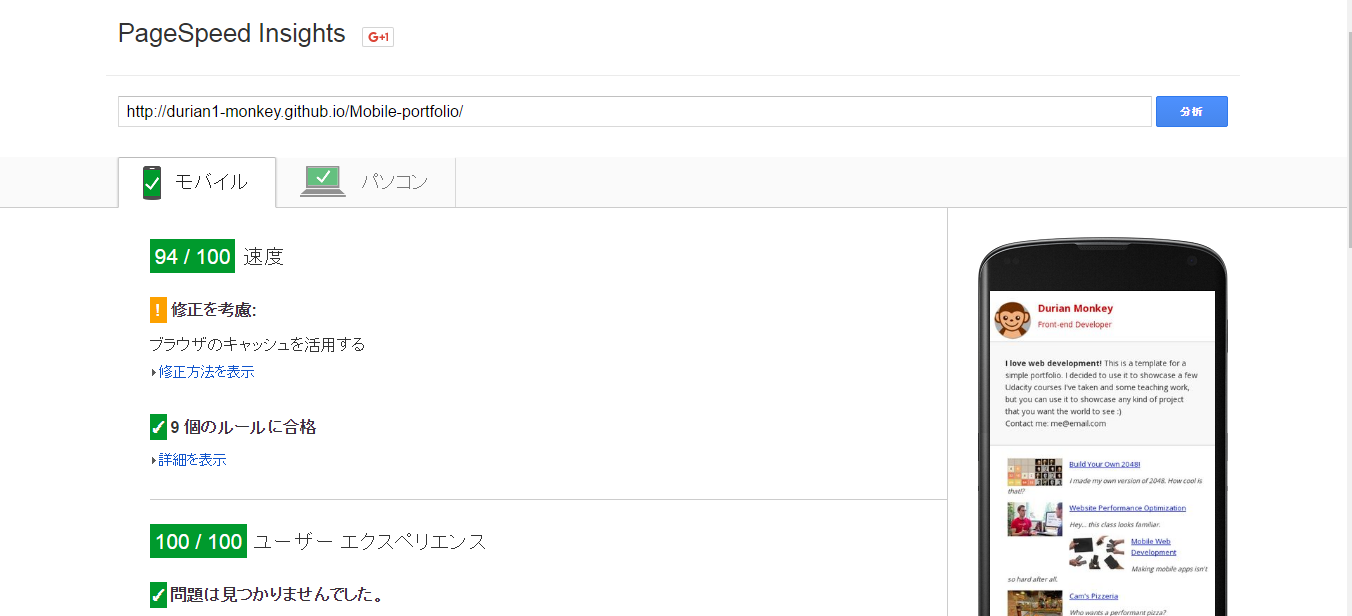 PageSpeed Insights G+1
http://durian1-monkey.github.io/Mobile-portfolio/ 分析
モバイル パソコン
94 / 100 速度
! 修正を考慮:
ブラウザのキャッシュを活用する
修正方法を表示
9 個のルールに合格
詳細を表示
100 / 100 ユーザー エクスペリエンス
問題は見つかりませんでした。
Durian Monkey
Front-end Developer
I love web development! This is a template for a
simple portfolio. I decided to use it to showcase a few
Udacity courses I've taken and some teaching work,
but you can use it to showcase any kind of project
that you want the world to see :)
Contact me: me@email.com
Build Your Own 2048!
I made my own version of 2048. How cool is
that!?
Website Performance Optimization
Hey... this class looks familiar.
Mobile Web
Development
Making mobile apps isn't
so hard after all.
Cam's Pizzeria
Who wants a performant pizza?